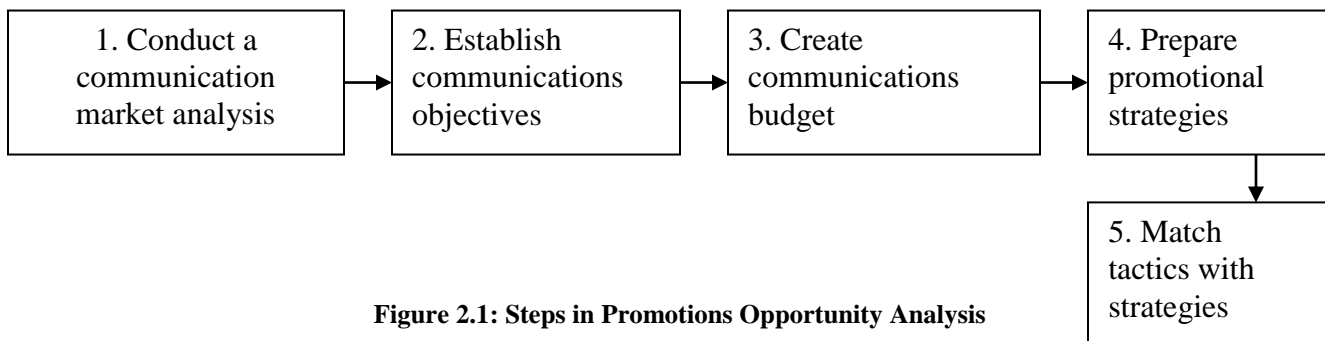 1. Conduct a
communication
market analysis
2. Establish
communications
objectives
3. Create
communications
budget
4. Prepare
promotional
strategies
5. Match
tactics with
strategies
Figure 2.1: Steps in Promotions Opportunity Analysis